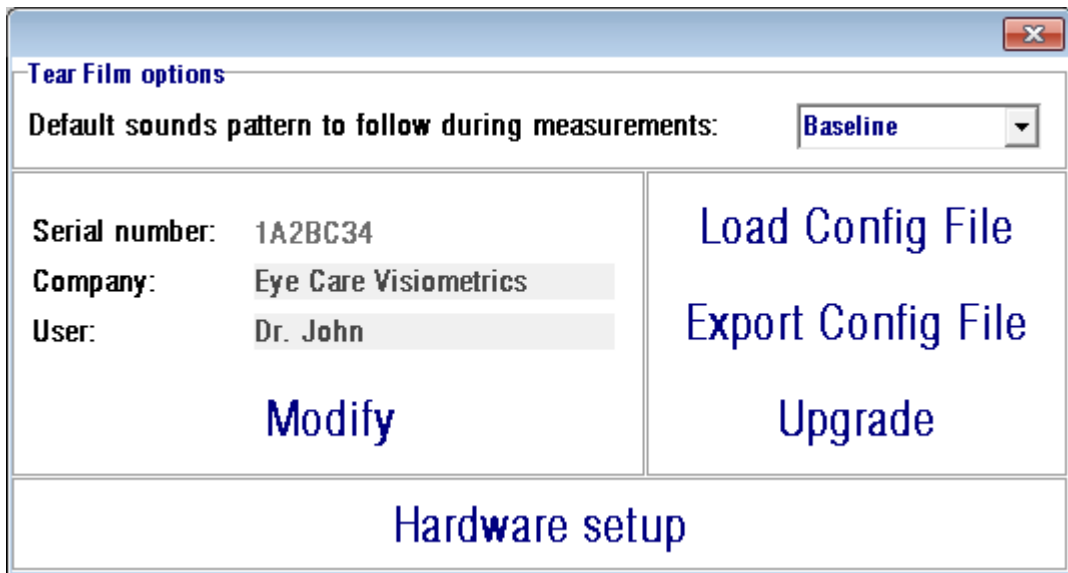 Tear Film options
Default sounds pattern to follow during measurements: Baseline
Serial number: 1A2BC34
Company: Eye Care Visiometrics
User: Dr. John
Modify
Load Config File
Export Config File
Upgrade
Hardware setup